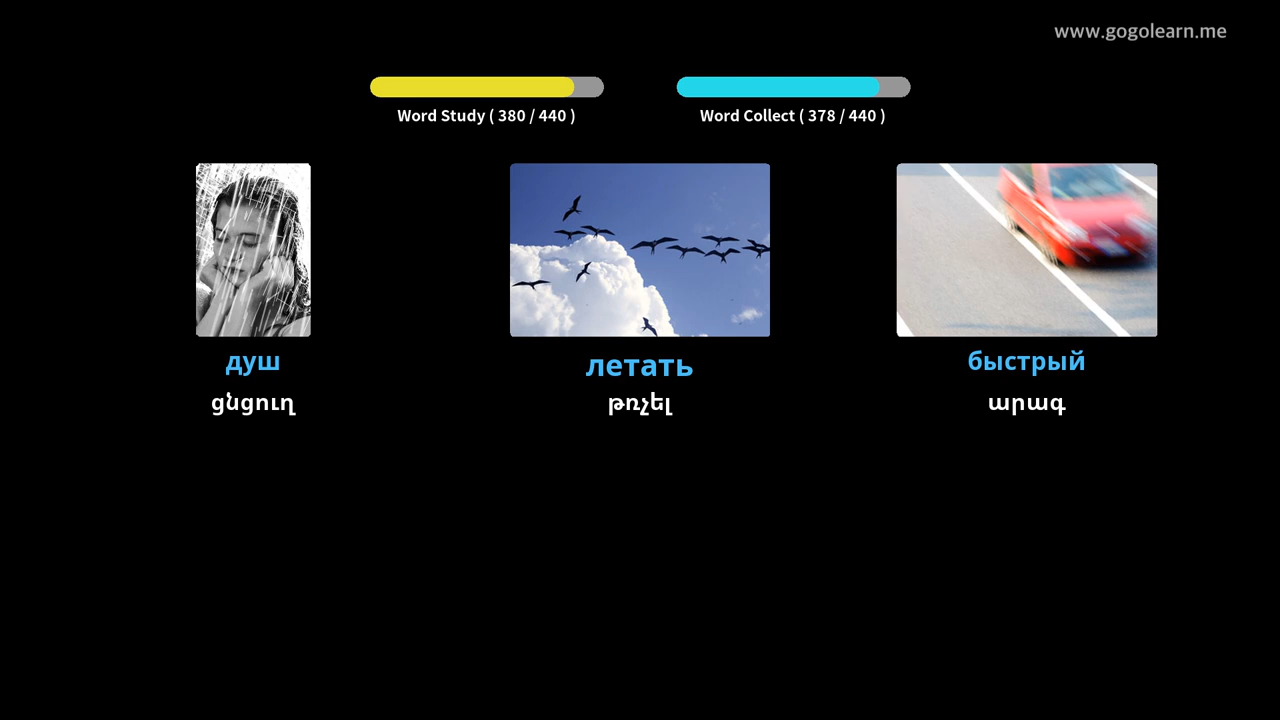 www.gogolearn.me
Word Study ( 380 / 440 )
Word Collect ( 378 / 440 )
душ
летать
быстрый
ցնցուղ
թռչել
արագ